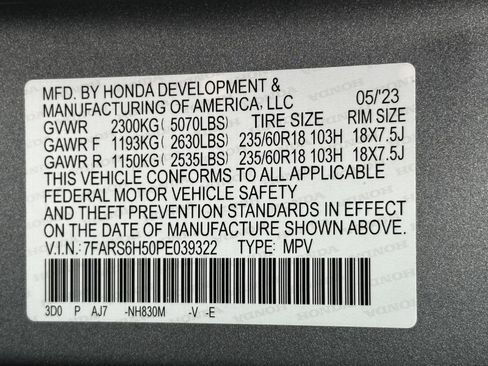 MFD. BY HONDA DEVELOPMENT &
MANUFACTURING OF AMERICA, LLC 05/'23
GVWR 2300KG (5070LBS) TIRE SIZE RIM SIZE
GAWR F 1193KG (2630LBS) 235/60R18 103H 18X7.5J
GAWR R 1150KG (2535LBS) 235/60R18 103H 18X7.5J
THIS VEHICLE CONFORMS TO ALL APPLICABLE
FEDERAL MOTOR VEHICLE SAFETY
AND THEFT PREVENTION STANDARDS IN EFFECT
ON THE DATE OF MANUFACTURE SHOWN ABOVE.
V.I.N.: 7FARS6H50PE039322 TYPE: MPV
3D0 P AJ7 -NH830M -V -E